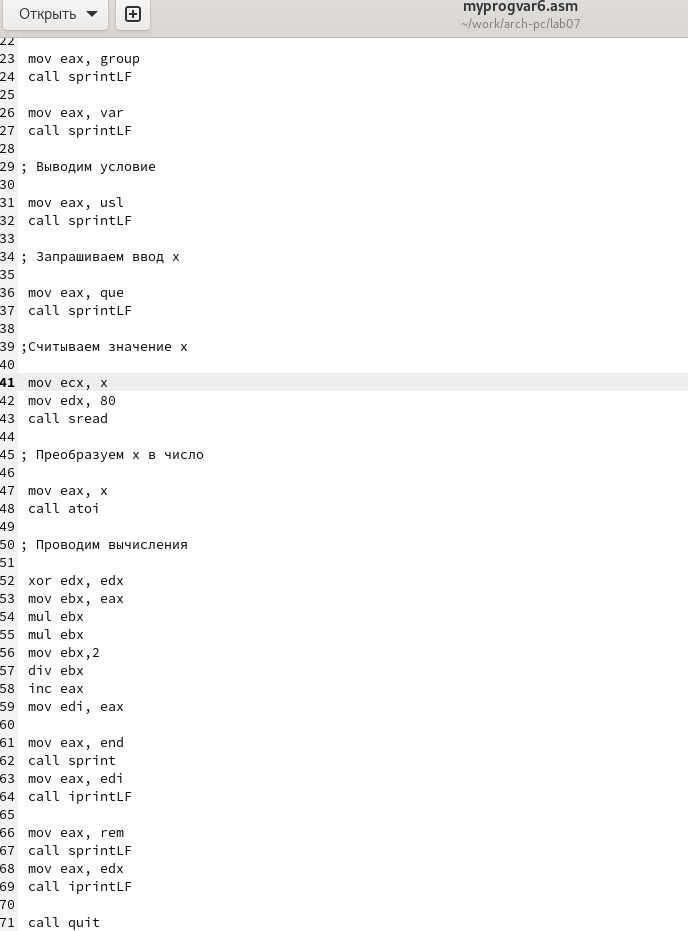 Открыть
myprogvar6.asm
~/work/arch-pc/lab07
22
23 mov eax, group
24 call sprintLF
25
26 mov eax, var
27 call sprintLF
28
29 ; Выводим условие
30
31 mov eax, usl
32 call sprintLF
33
34 ; Запрашиваем ввод x
35
36 mov eax, que
37 call sprintLF
38
39 ;Считываем значение x
40
41 mov ecx, x
42 mov edx, 80
43 call sread
44
45 ; Преобразуем x в число
46
47 mov eax, x
48 call atoi
49
50 ; Проводим вычисления
51
52 xor edx, edx
53 mov ebx, eax
54 mul ebx
55 mul ebx
56 mov ebx,2
57 div ebx
58 inc eax
59 mov edi, eax
60
61 mov eax, end
62 call sprint
63 mov eax, edi
64 call iprintLF
65
66 mov eax, rem
67 call sprintLF
68 mov eax, edx
69 call iprintLF
70
71 call quit